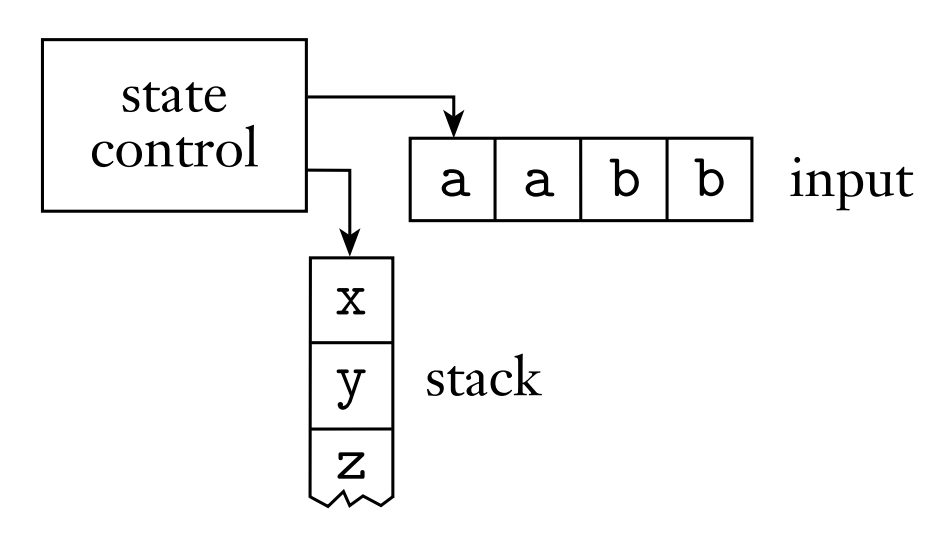 state
control
a a b b
input
x
y
z
stack